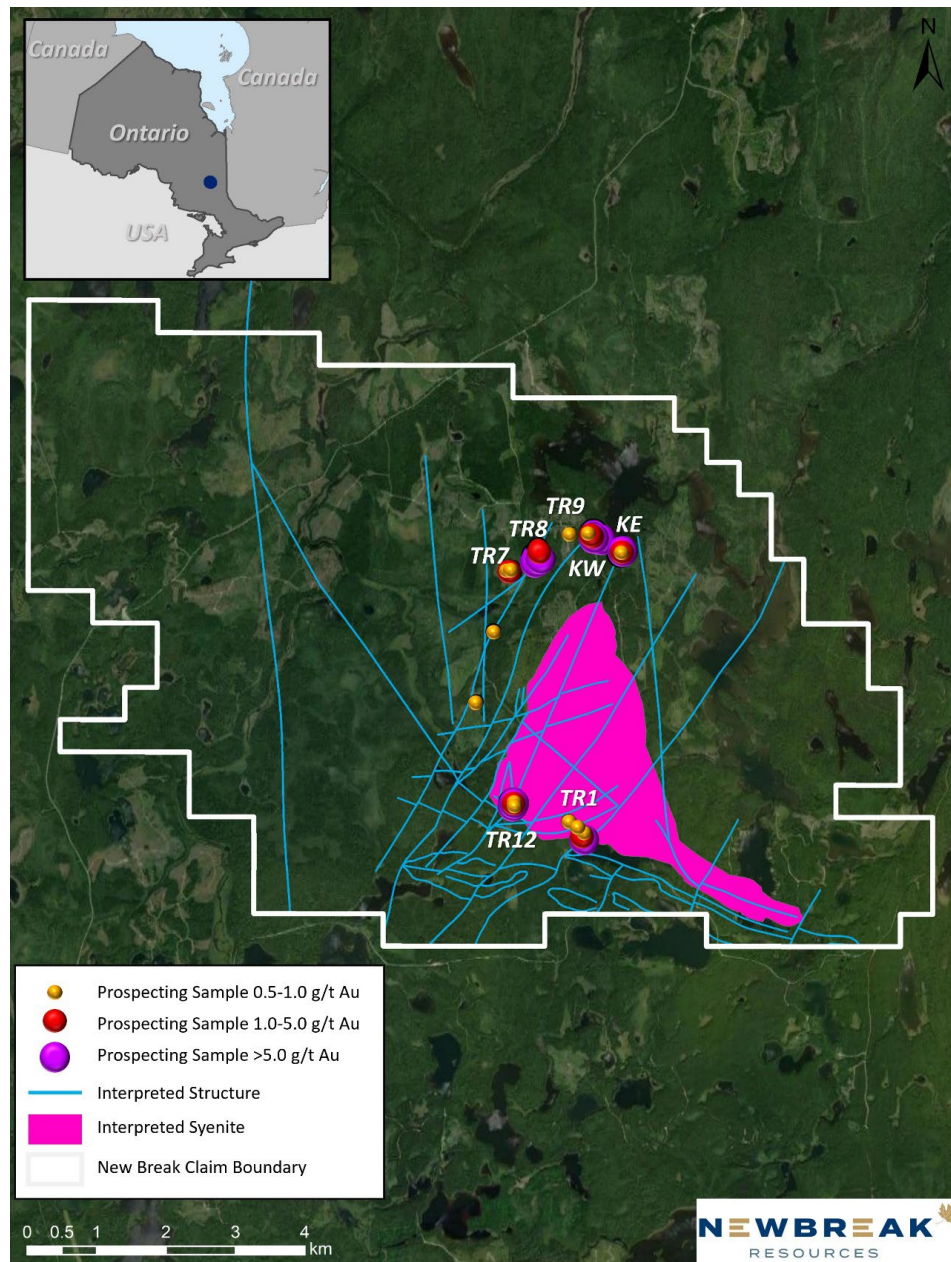 N
Canada
Canada
Ontario
USA
TR9
KE
TR8
TR7
KW
TR1
TR12
Prospecting Sample 0.5-1.0 g/t Au
Prospecting Sample 1.0-5.0 g/t Au
Prospecting Sample >5.0 g/t Au
Interpreted Structure
Interpreted Syenite
New Break Claim Boundary
0 0.5 1 2 3 4
km
NEWBREAK
RESOURCES